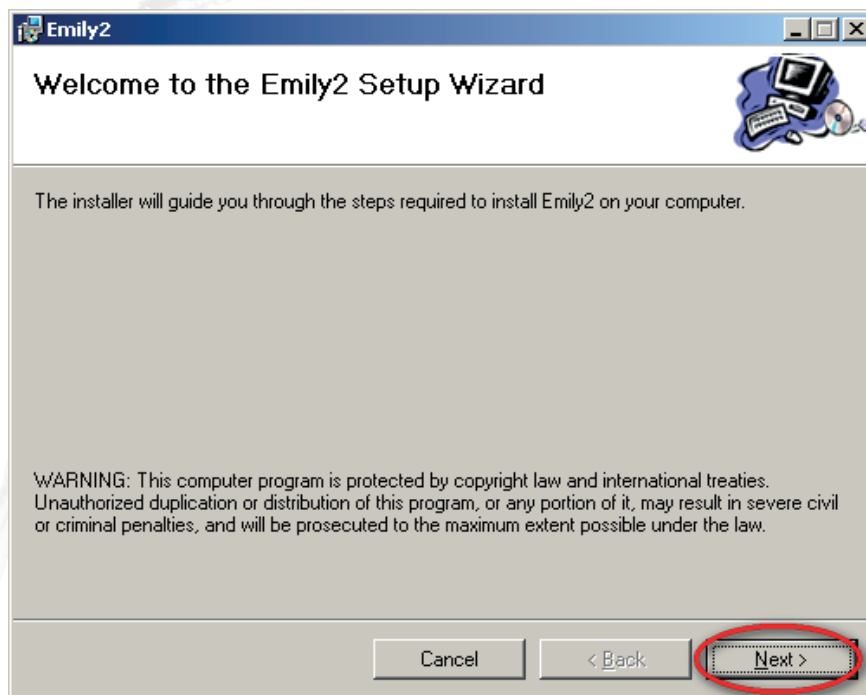 Emily2
Welcome to the Emily2 Setup Wizard
The installer will guide you through the steps required to install Emily2 on your computer.
WARNING: This computer program is protected by copyright law and international treaties.
Unauthorized duplication or distribution of this program, or any portion of it, may result in severe civil
or criminal penalties, and will be prosecuted to the maximum extent possible under the law.
Cancel
< Back
Next >